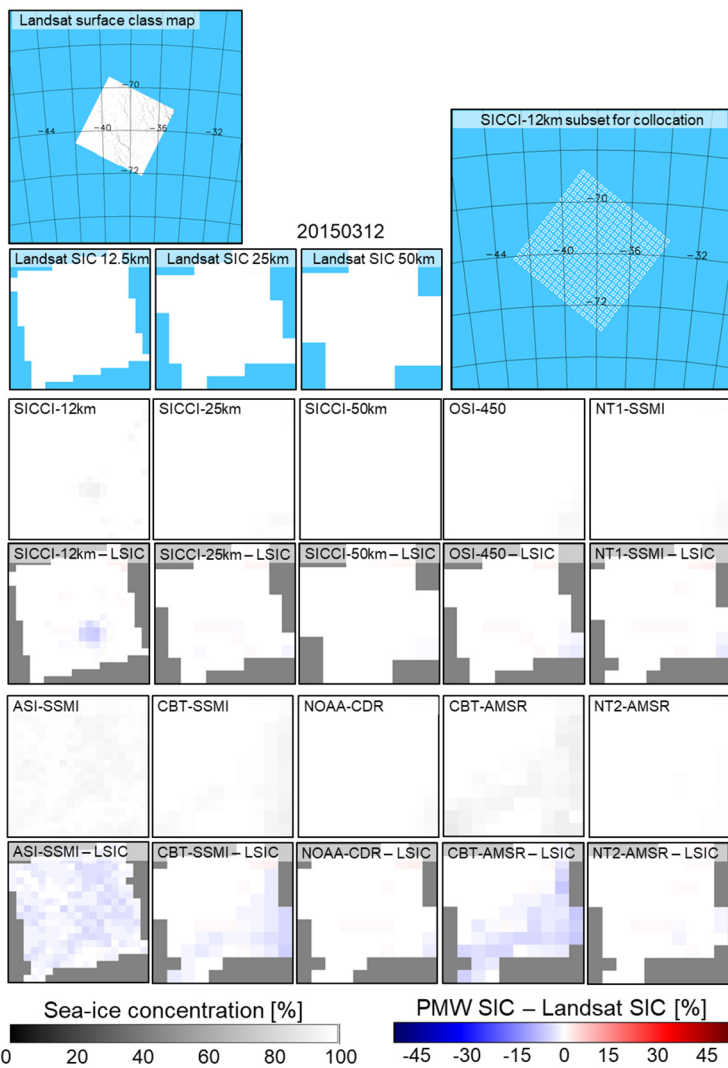 Landsat surface class map
-70
-44
-40
-36
-32
-72
SICCI-12km subset for collocation
-70
-44
-40
-36
-32
-72
20150312
Landsat SIC 12.5km
Landsat SIC 25km
Landsat SIC 50km
SICCI-12km
SICCI-25km
SICCI-50km
OSI-450
NT1-SSMI
SICCI-12km – LSIC
SICCI-25km – LSIC
SICCI-50km – LSIC
OSI-450 – LSIC
NT1-SSMI – LSIC
ASI-SSMI
CBT-SSMI
NOAA-CDR
CBT-AMSR
NT2-AMSR
ASI-SSMI – LSIC
CBT-SSMI – LSIC
NOAA-CDR – LSIC
CBT-AMSR – LSIC
NT2-AMSR – LSIC
Sea-ice concentration [%]
0 20 40 60 80 100
PMW SIC – Landsat SIC [%]
-45 -30 -15 0 15 30 45